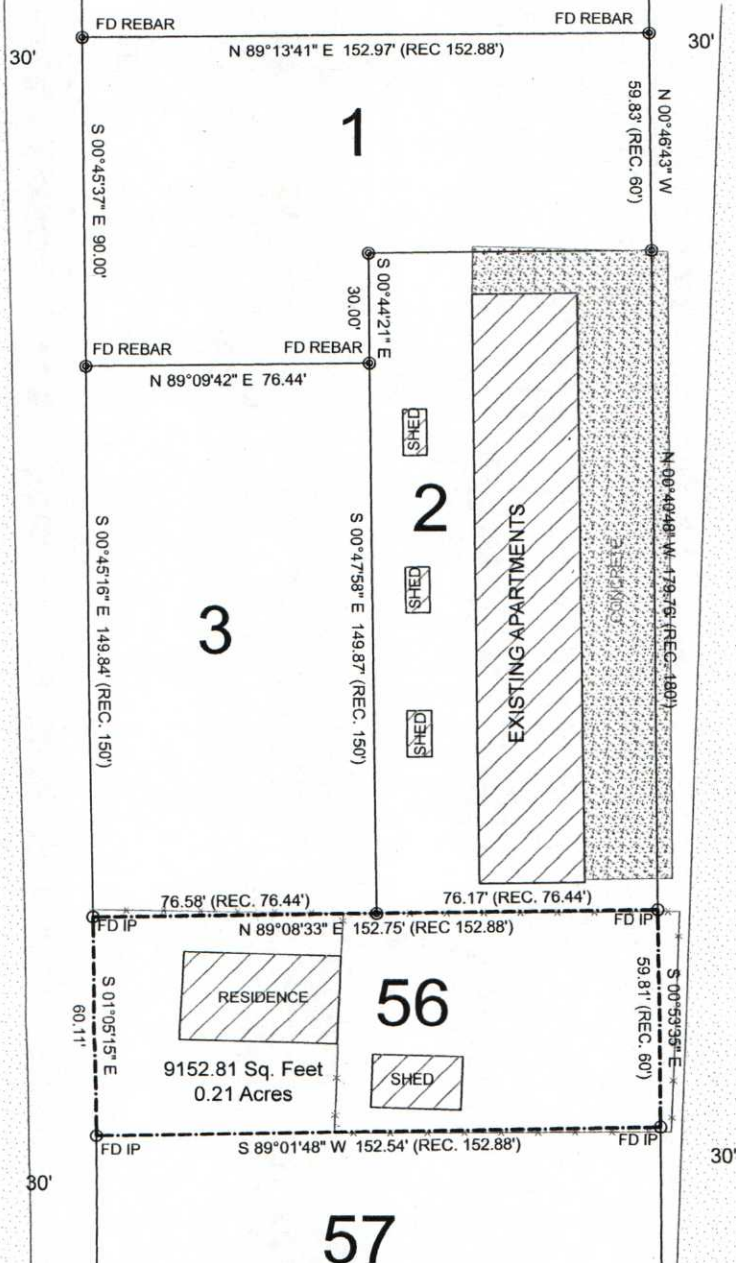 FD REBAR
FD REBAR
30'
30'
N 89°13'41" E 152.97' (REC 152.88')
1
S 00°45'37" E 90.00'
N 00°46'43" W
59.83' (REC. 60')
S 00°44'21" E
30.00'
FD REBAR
FD REBAR
N 89°09'42" E 76.44'
SHED
2
SHED
SHED
EXISTING APARTMENTS
CONCRETE
N 00°40'48" W 179.76' (REC. 180')
S 00°45'16" E 149.84' (REC. 150')
3
S 00°47'58" E 149.87' (REC. 150')
76.58' (REC. 76.44')
76.17' (REC. 76.44')
FD IP
N 89°08'33" E 152.75' (REC 152.88')
FD IP
S 01°05'15" E
60.11'
RESIDENCE
56
59.81' (REC. 60')
S 00°53'35" E
9152.81 Sq. Feet
0.21 Acres
SHED
FD IP
S 89°01'48" W 152.54' (REC. 152.88')
FD IP
30'
30'
57